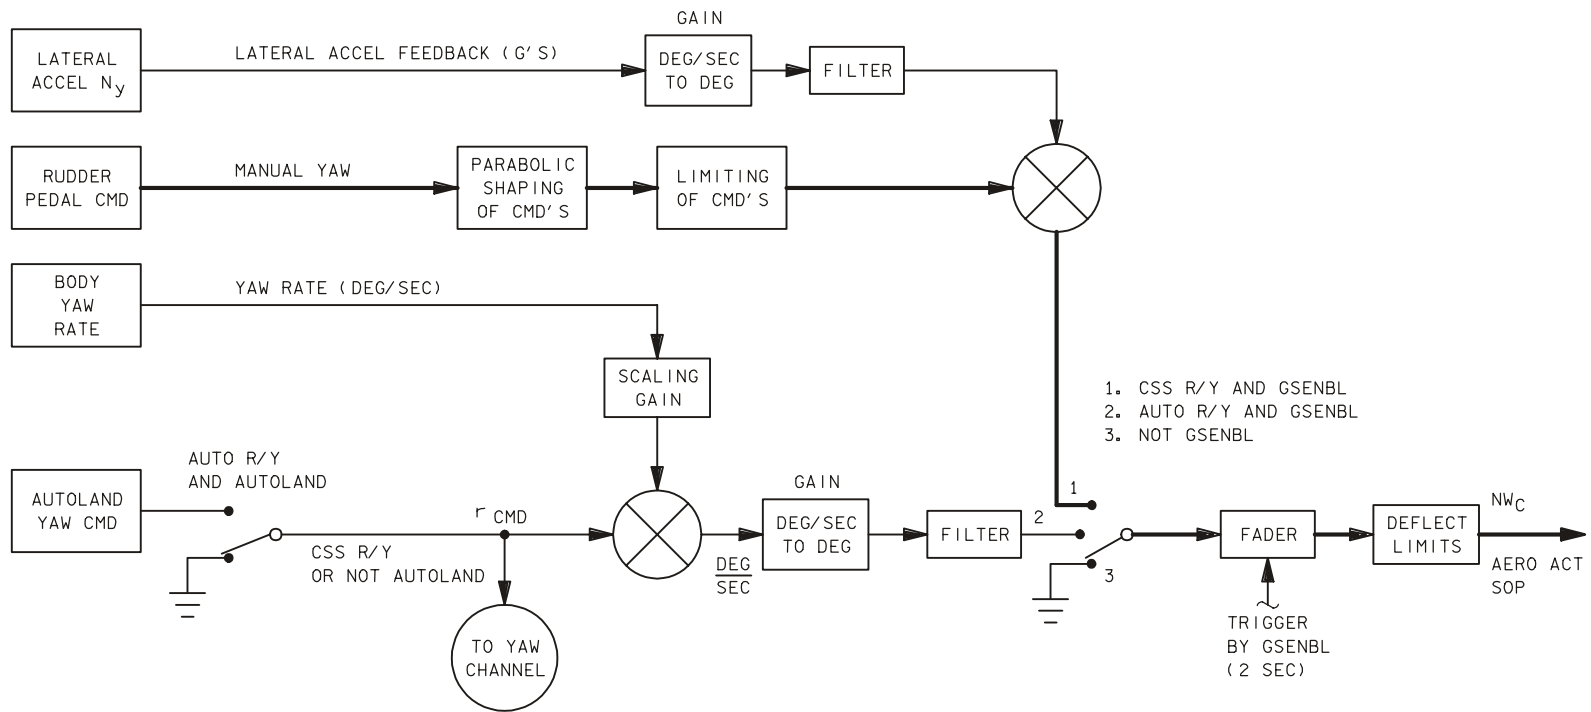 GAIN
LATERAL
ACCEL Ny
LATERAL ACCEL FEEDBACK (G'S)
DEG/SEC
TO DEG
FILTER
RUDDER
PEDAL CMD
MANUAL YAW
PARABOLIC
SHAPING
OF CMD'S
LIMITING
OF CMD'S
BODY
YAW
RATE
YAW RATE (DEG/SEC)
SCALING
GAIN
1. CSS R/Y AND GSENBL
2. AUTO R/Y AND GSENBL
3. NOT GSENBL
AUTOLAND
YAW CMD
AUTO R/Y
AND AUTOLAND
r CMD
CSS R/Y
OR NOT AUTOLAND
TO YAW
CHANNEL
DEG
SEC
GAIN
DEG/SEC
TO DEG
FILTER
1
2
3
FADER
TRIGGER
BY GSENBL
(2 SEC)
DEFLECT
LIMITS
NWC
AERO ACT
SOP